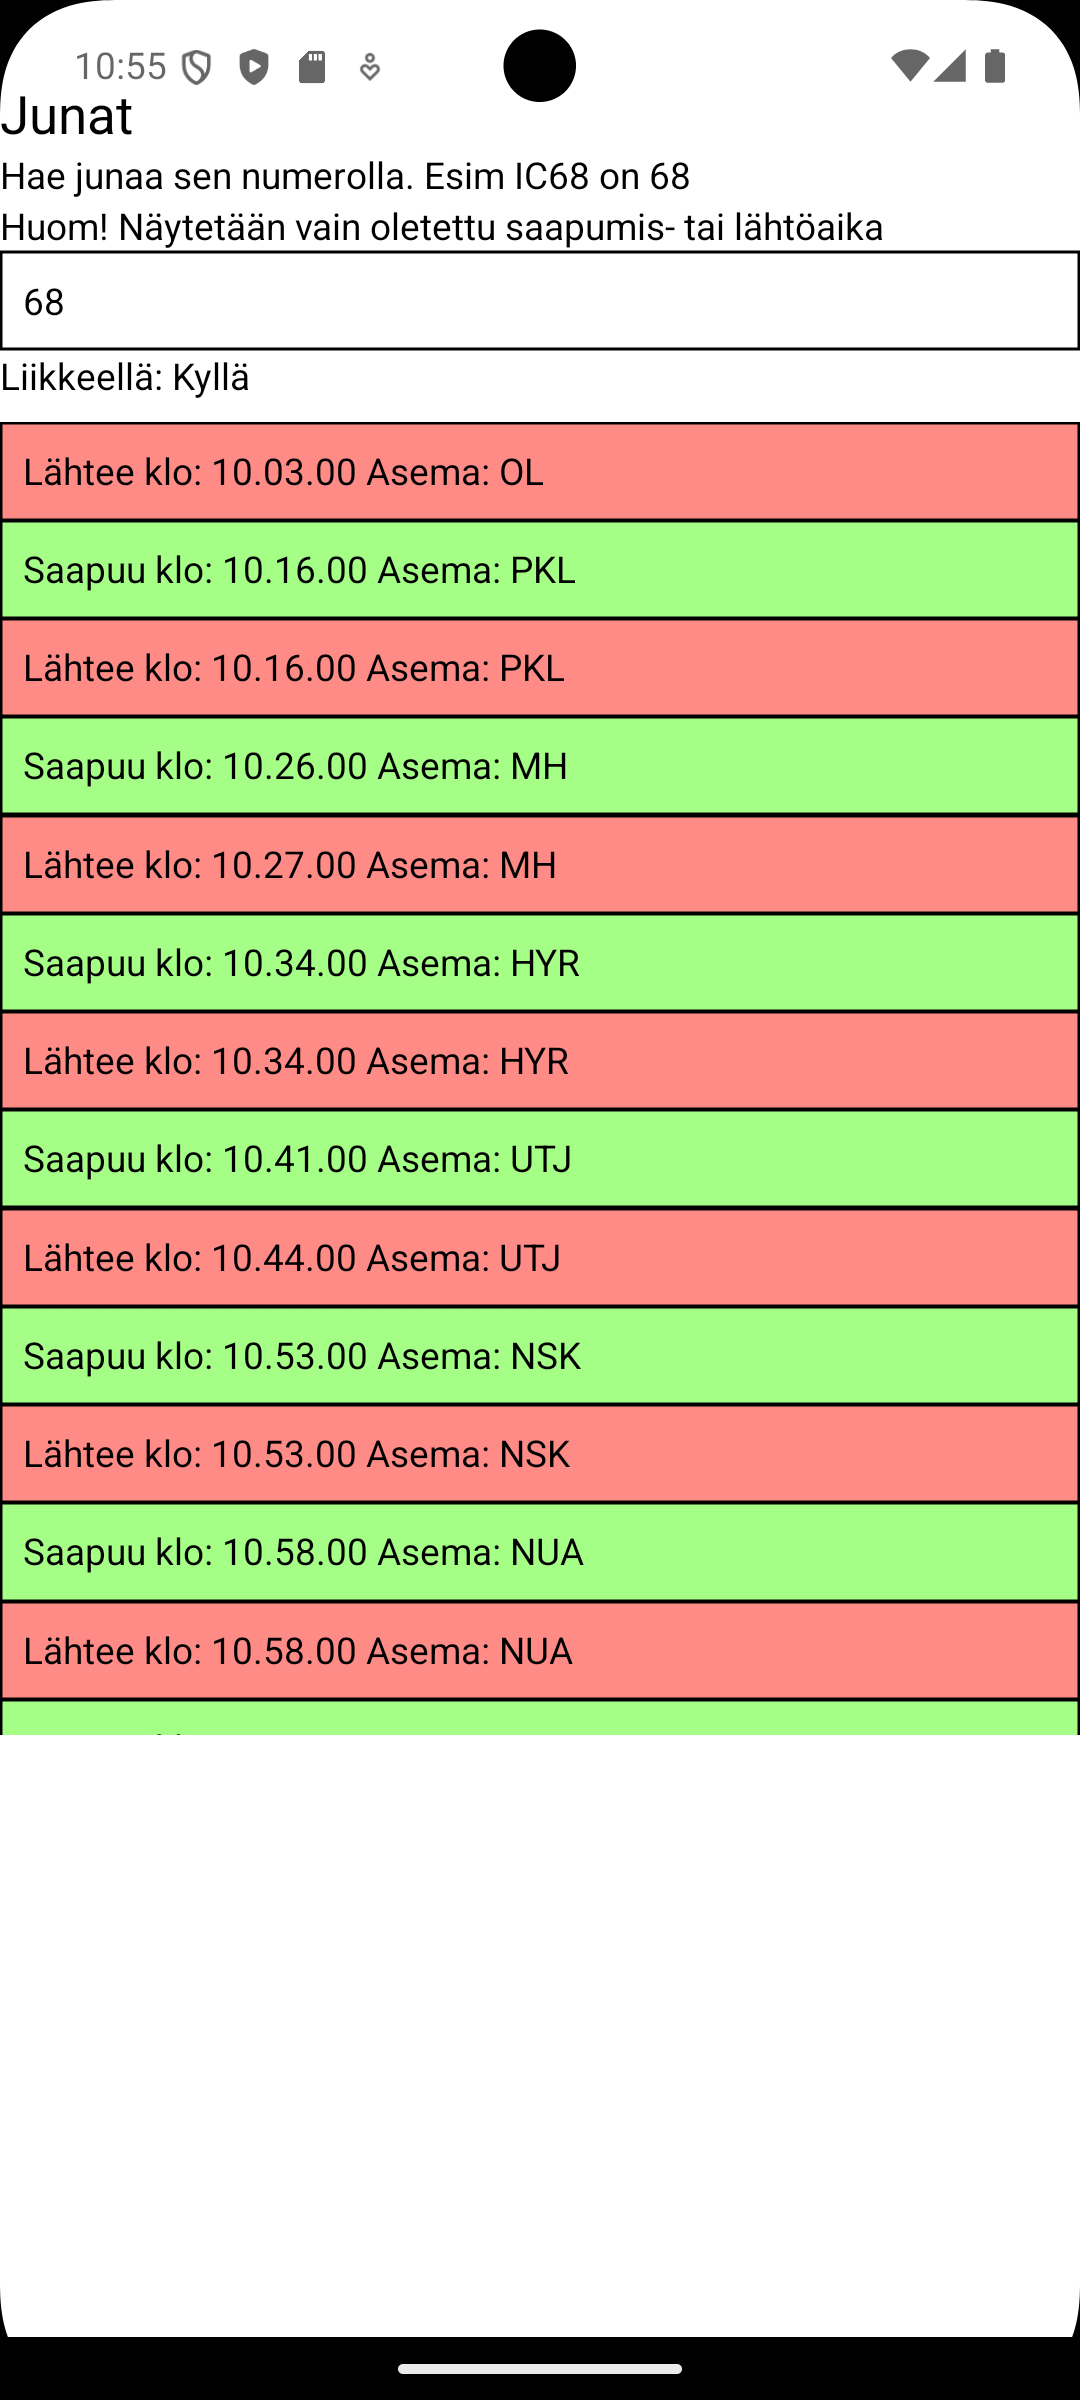 10:55
Junat
Hae junaa sen numerolla. Esim IC68 on 68
Huom! Näytetään vain oletettu saapumis- tai lähtöaika
68
Liikkeellä: Kyllä
Lähtee klo: 10.03.00 Asema: OL
Saapuu klo: 10.16.00 Asema: PKL
Lähtee klo: 10.16.00 Asema: PKL
Saapuu klo: 10.26.00 Asema: MH
Lähtee klo: 10.27.00 Asema: MH
Saapuu klo: 10.34.00 Asema: HYR
Lähtee klo: 10.34.00 Asema: HYR
Saapuu klo: 10.41.00 Asema: UTJ
Lähtee klo: 10.44.00 Asema: UTJ
Saapuu klo: 10.53.00 Asema: NSK
Lähtee klo: 10.53.00 Asema: NSK
Saapuu klo: 10.58.00 Asema: NUA
Lähtee klo: 10.58.00 Asema: NUA